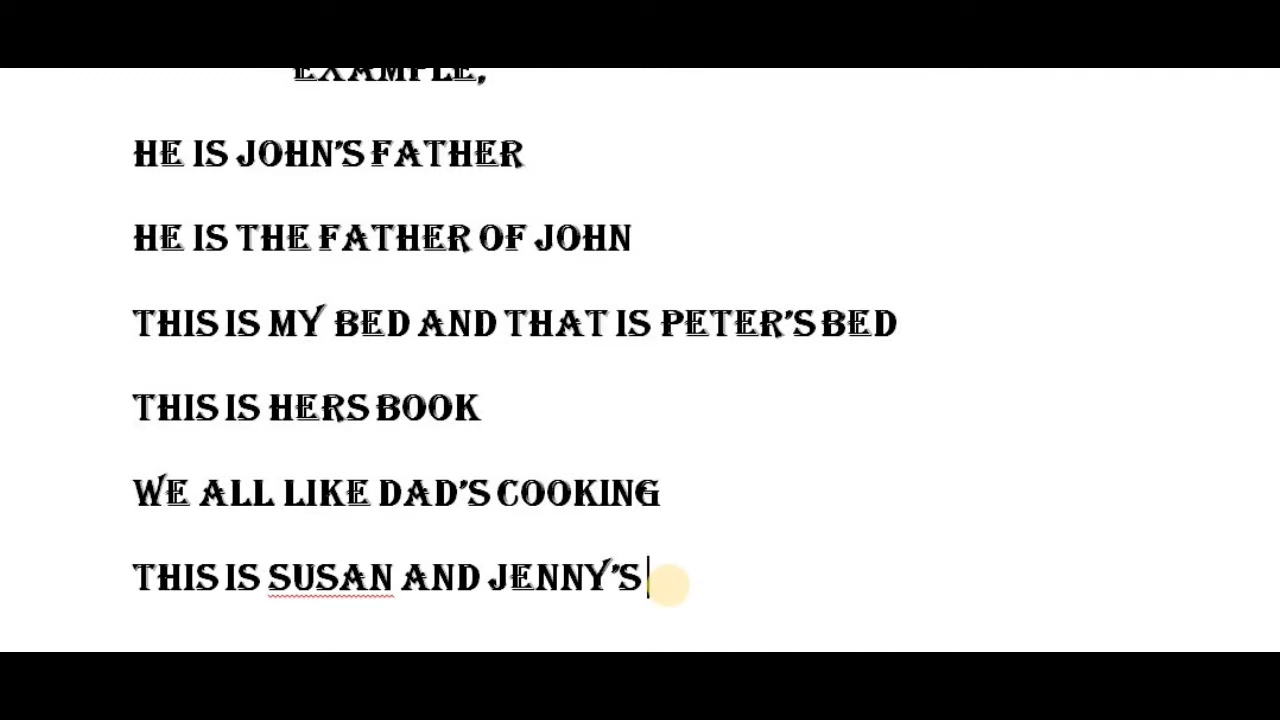 EXAMPLE,
HE IS JOHN'S FATHER
HE IS THE FATHER OF JOHN
THIS IS MY BED AND THAT IS PETER'S BED
THIS IS HERS BOOK
WE ALL LIKE DAD'S COOKING
THIS IS SUSAN AND JENNY'S